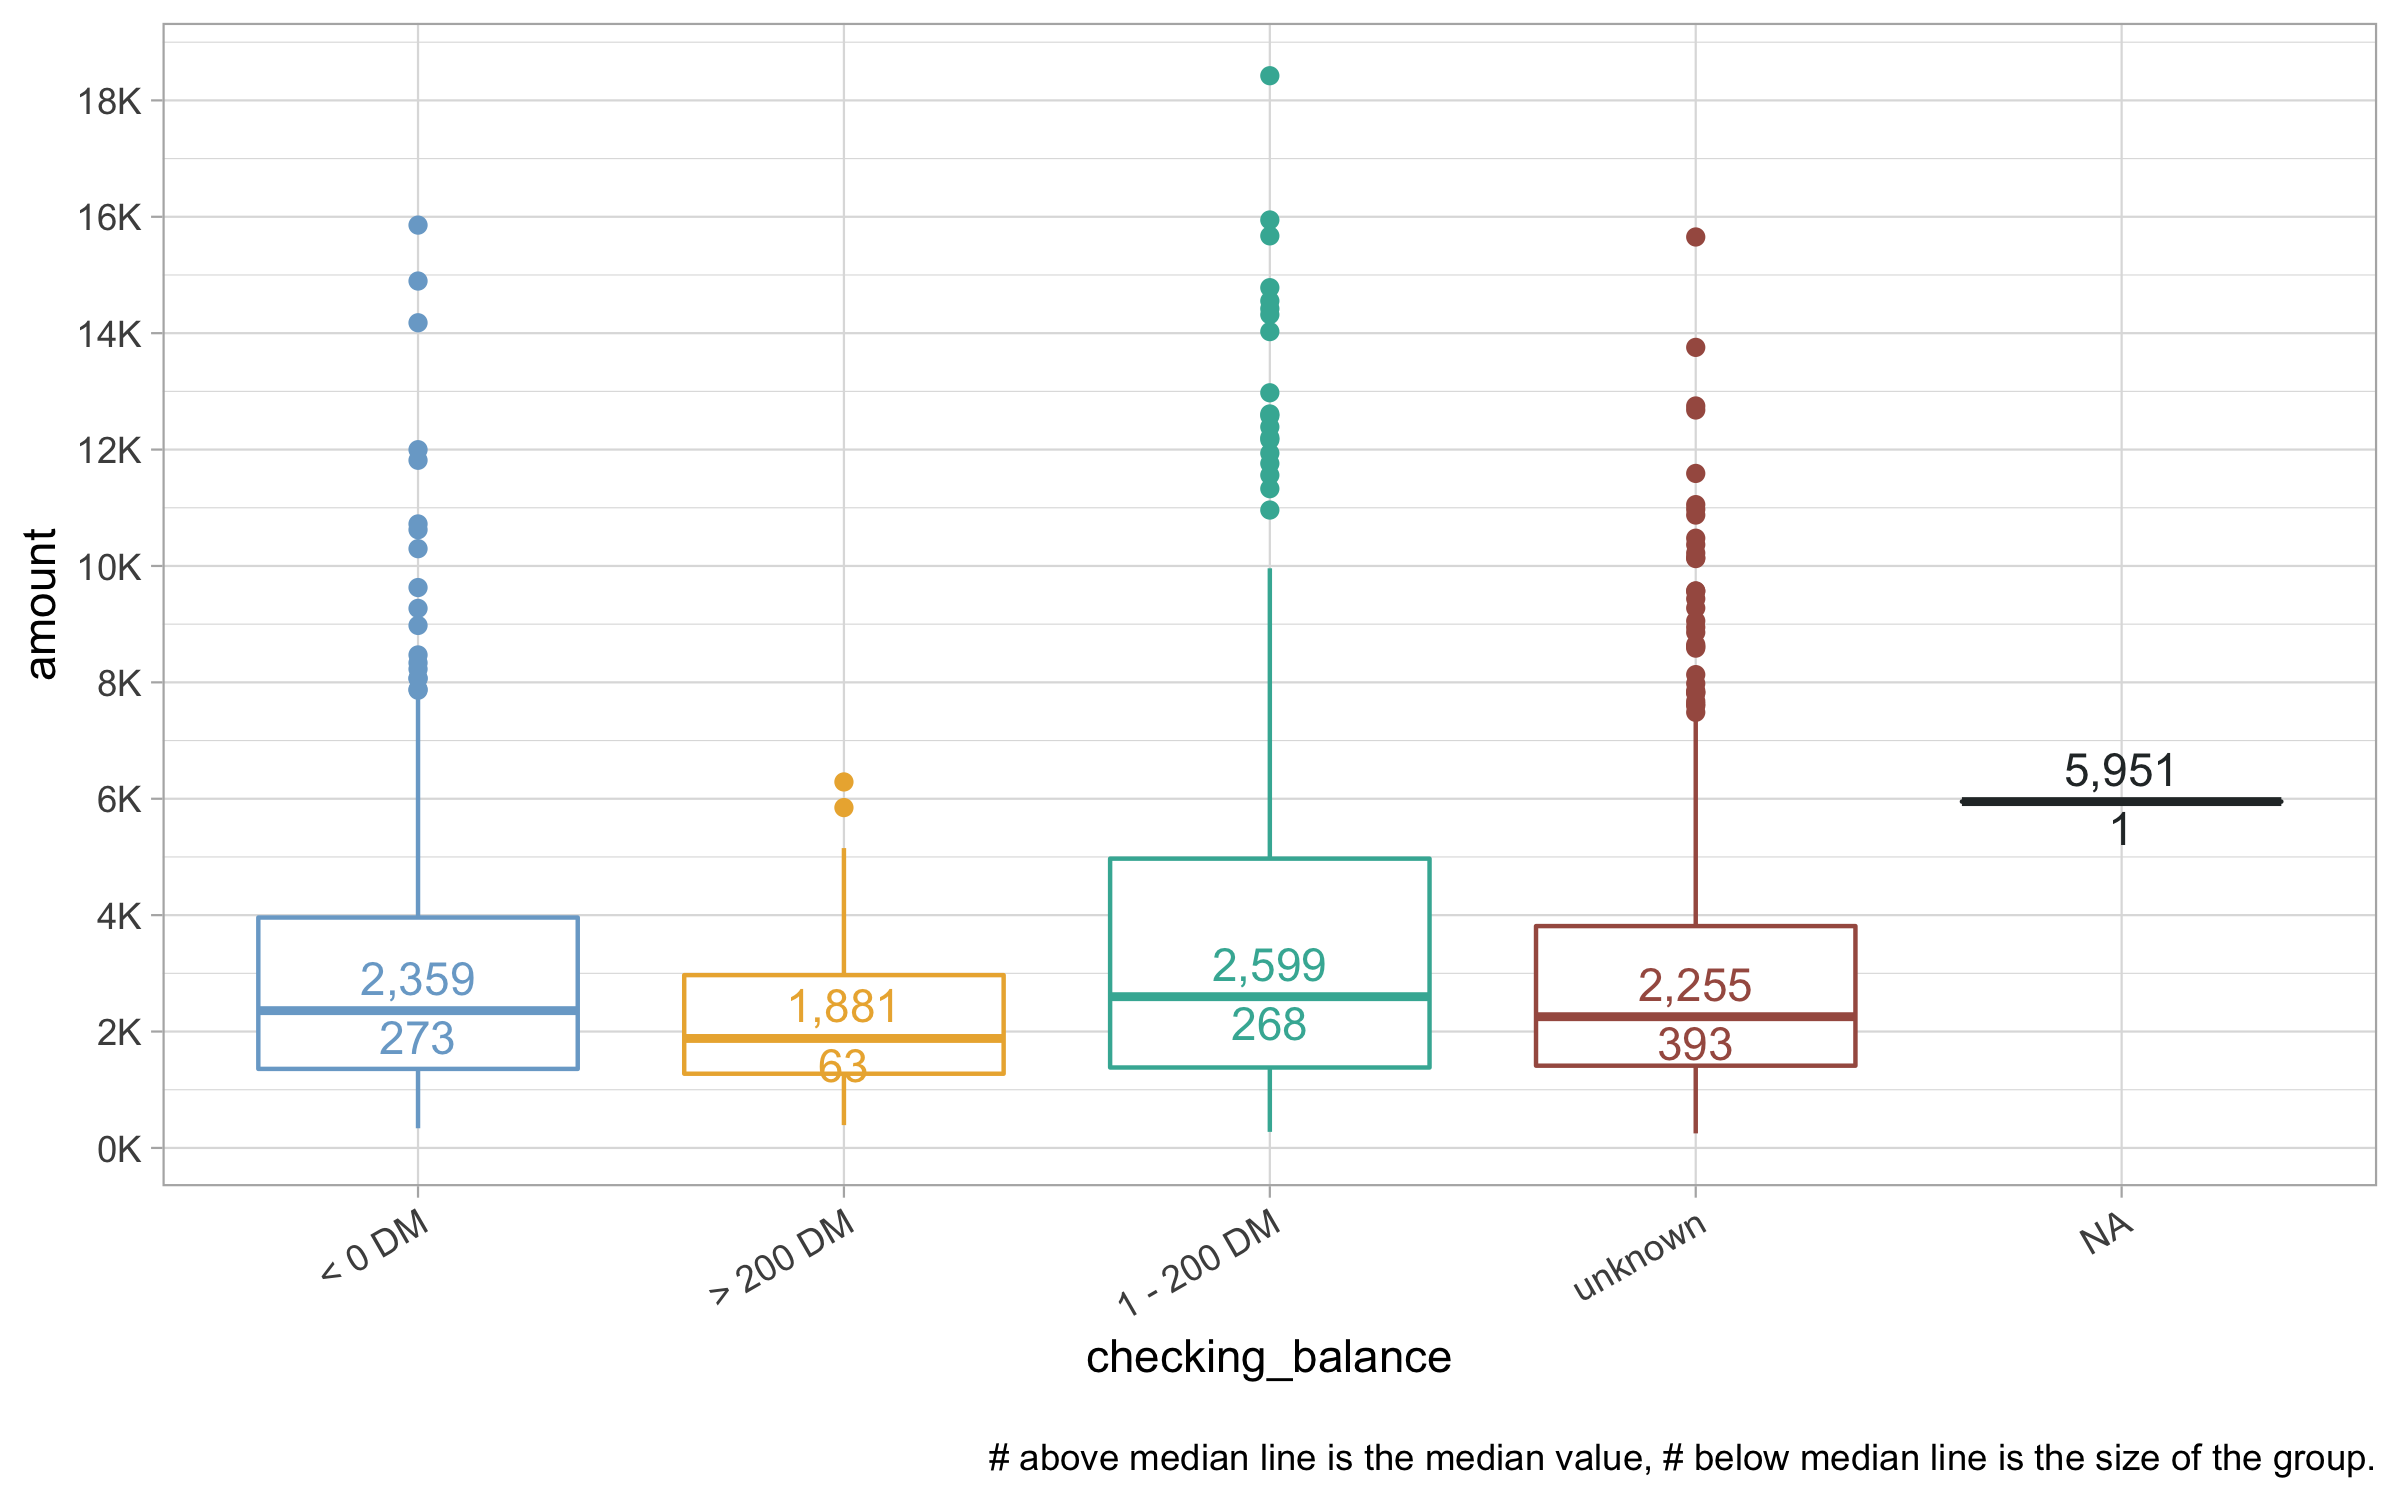 18K
16K
14K
12K
10K
8K
6K
4K
2K
0K
amount
2,359
273
1,881
63
2,599
268
2,255
393
5,951
1
< 0 DM
> 200 DM
1 - 200 DM
unknown
NA
checking_balance
# above median line is the median value, # below median line is the size of the group.